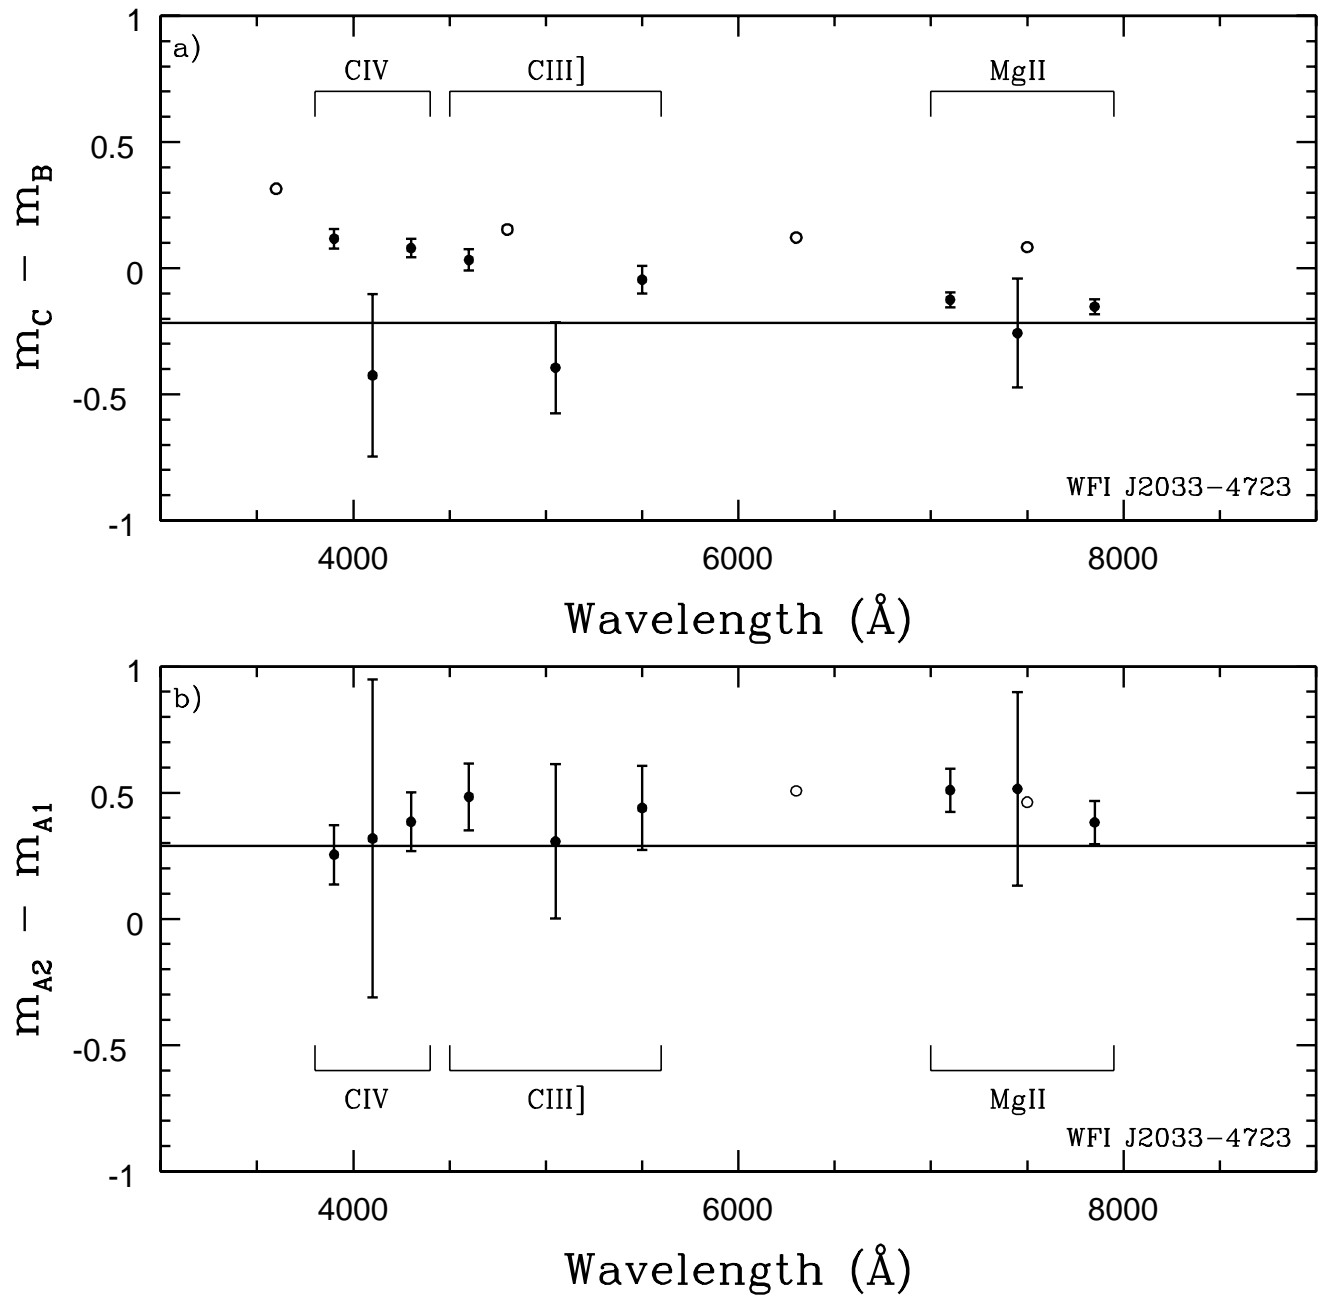 1
a)
CIV CIII] MgII
0.5
0
-0.5
-1
m_C − m_B
WFI J2033−4723
4000 6000 8000
Wavelength (Å)
1
b)
0.5
0
-0.5
-1
m_A2 − m_A1
CIV CIII] MgII
WFI J2033−4723
4000 6000 8000
Wavelength (Å)